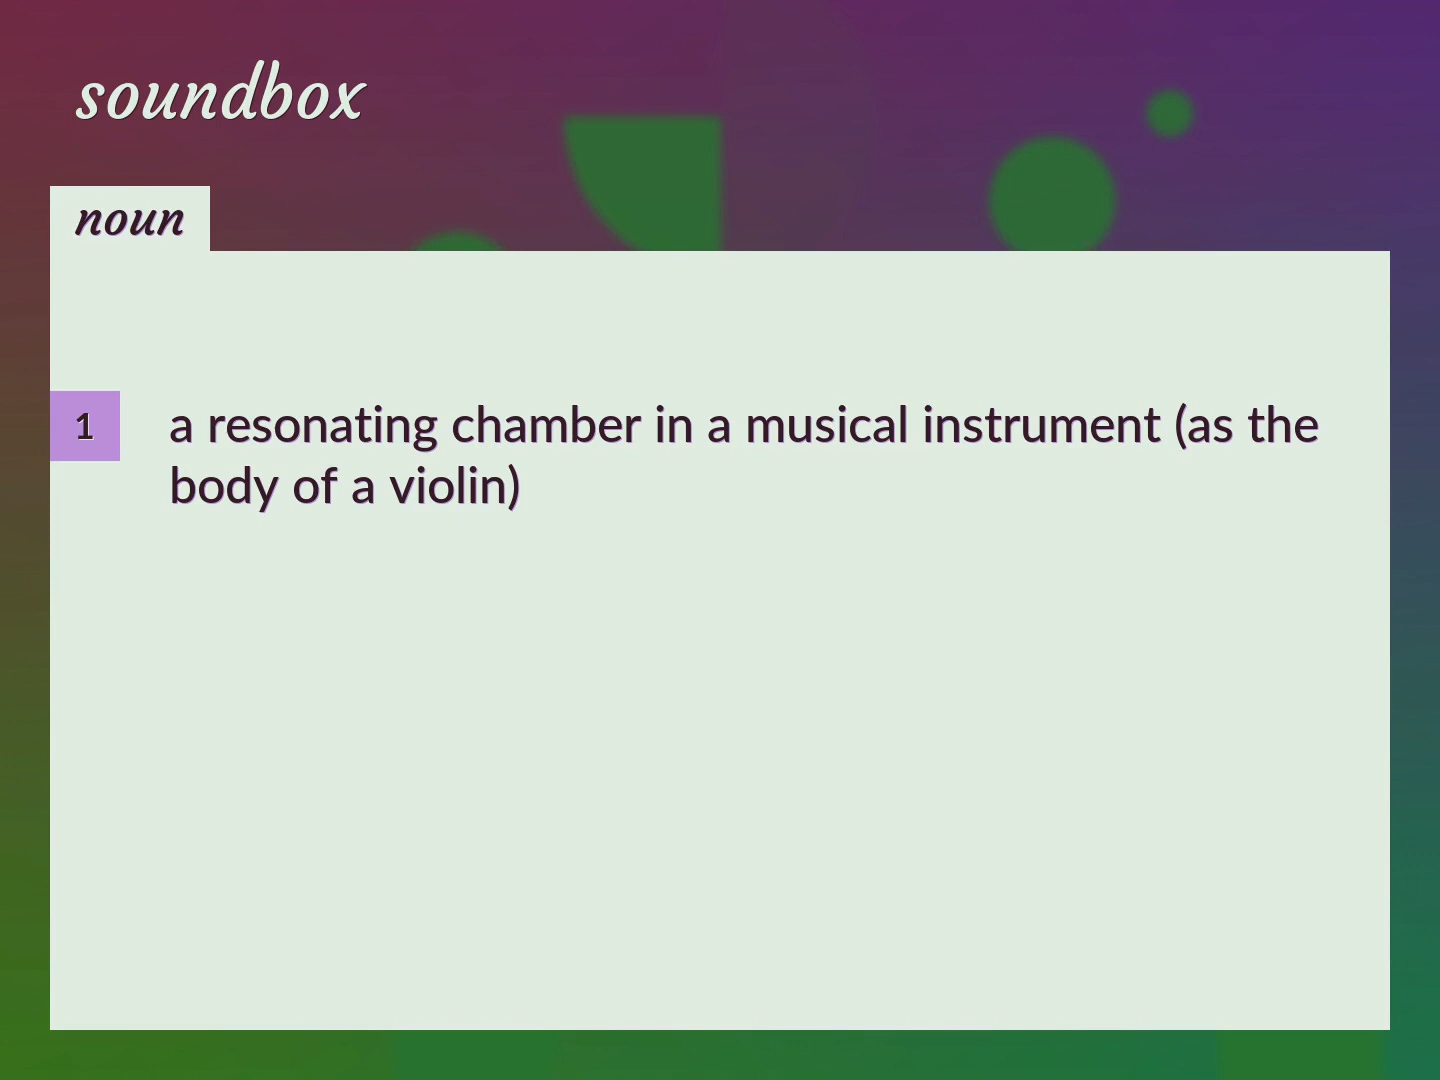 soundbox
noun
1
a resonating chamber in a musical instrument (as the
body of a violin)